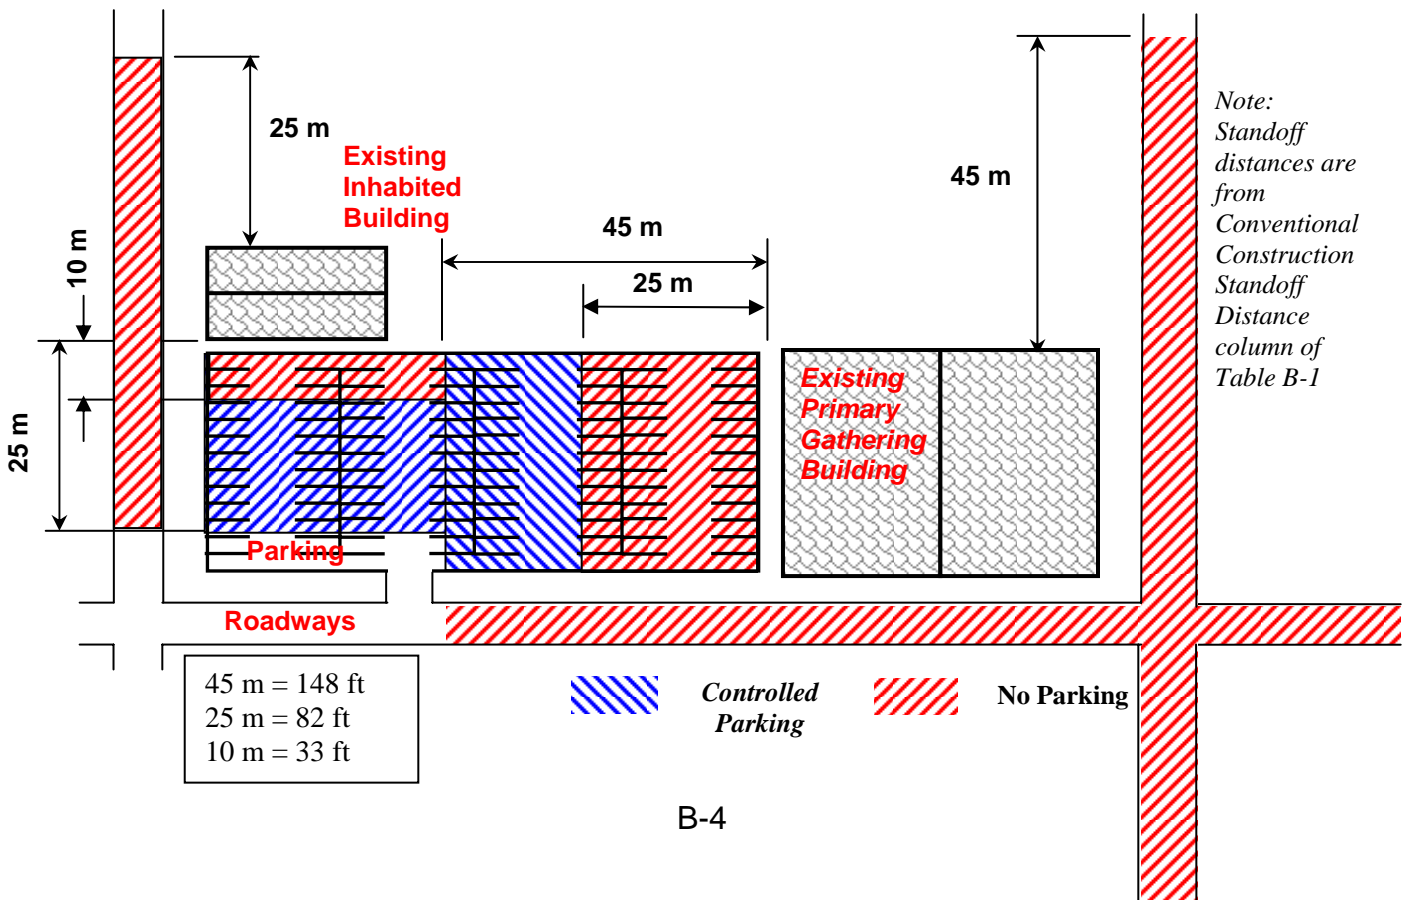 25 m
Existing
Inhabited
Building
45 m
Note:
Standoff
distances are
from
Conventional
Construction
Standoff
Distance
column of
Table B-1
10 m
45 m
25 m
25 m
Existing
Primary
Gathering
Building
Parking
Roadways
45 m = 148 ft
25 m = 82 ft
10 m = 33 ft
Controlled
Parking
No Parking
B-4